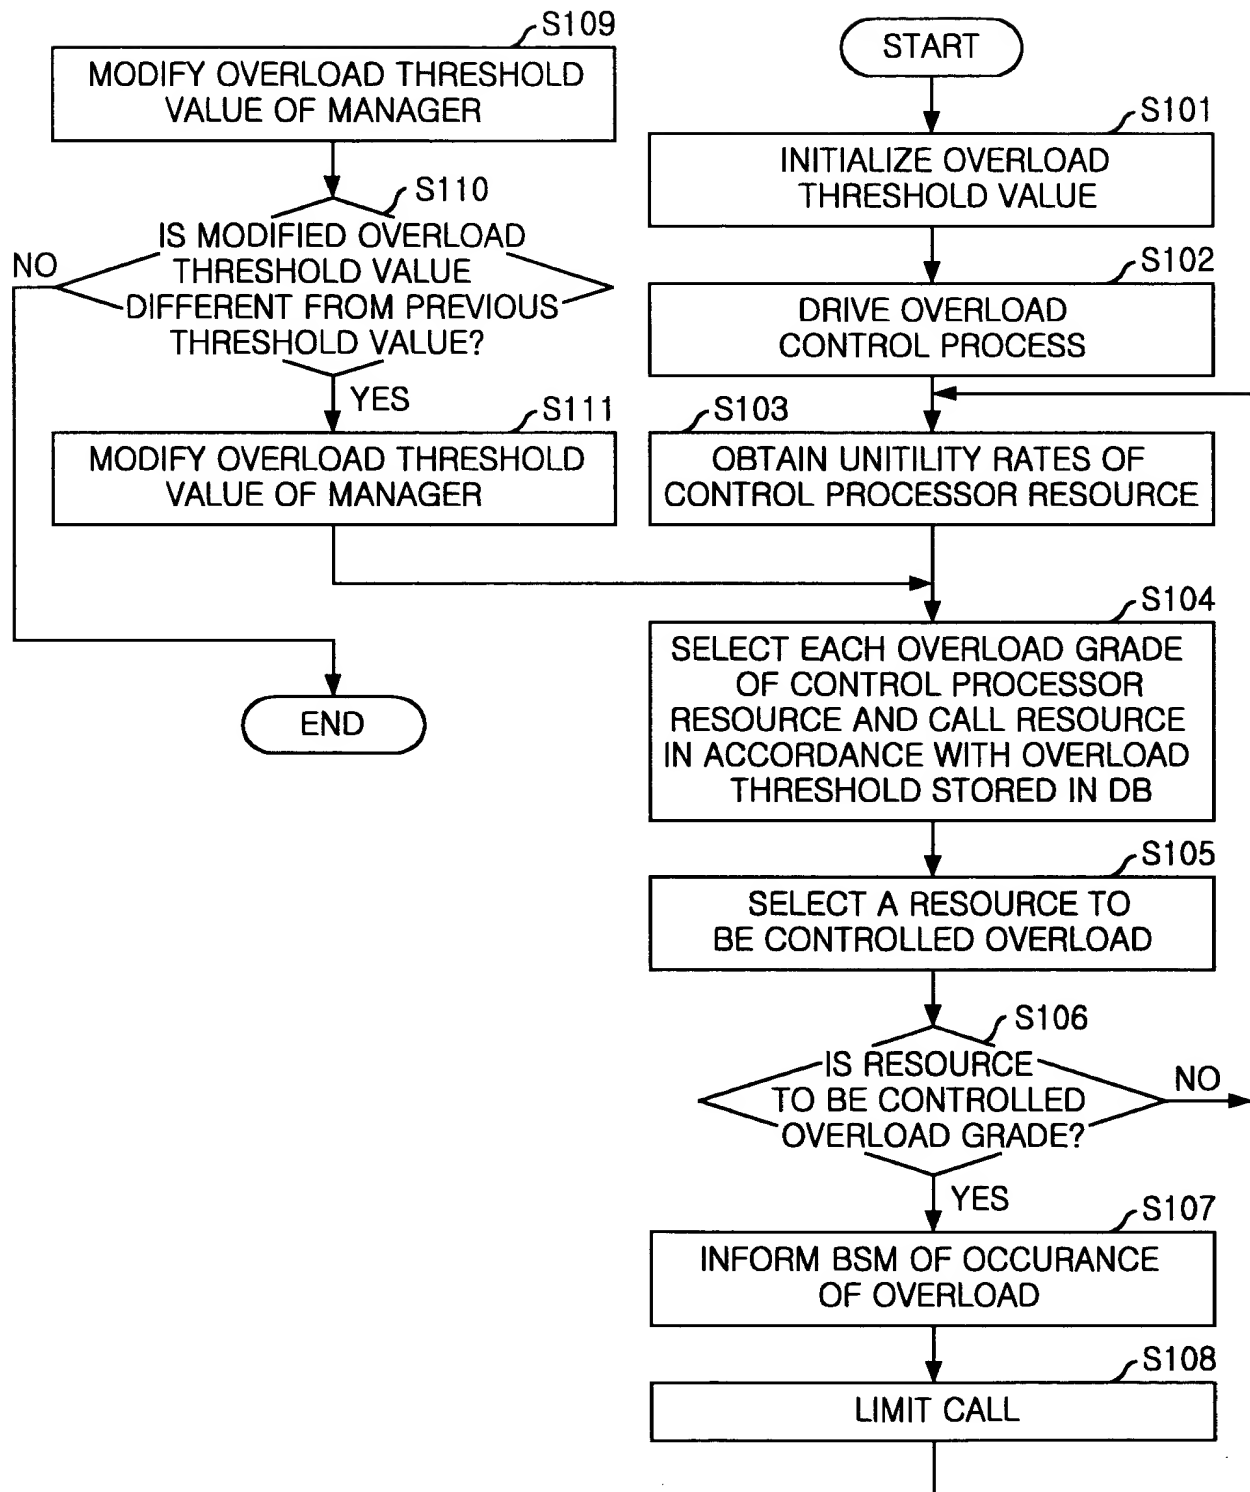 S109
MODIFY OVERLOAD THRESHOLD
VALUE OF MANAGER
S110
IS MODIFIED OVERLOAD
THRESHOLD VALUE
DIFFERENT FROM PREVIOUS
THRESHOLD VALUE?
NO
YES
S111
MODIFY OVERLOAD THRESHOLD
VALUE OF MANAGER
END
START
S101
INITIALIZE OVERLOAD
THRESHOLD VALUE
S102
DRIVE OVERLOAD
CONTROL PROCESS
S103
OBTAIN UNITILITY RATES OF
CONTROL PROCESSOR RESOURCE
S104
SELECT EACH OVERLOAD GRADE
OF CONTROL PROCESSOR
RESOURCE AND CALL RESOURCE
IN ACCORDANCE WITH OVERLOAD
THRESHOLD STORED IN DB
S105
SELECT A RESOURCE TO
BE CONTROLLED OVERLOAD
S106
IS RESOURCE
TO BE CONTROLLED
OVERLOAD GRADE?
NO
YES
S107
INFORM BSM OF OCCURANCE
OF OVERLOAD
S108
LIMIT CALL